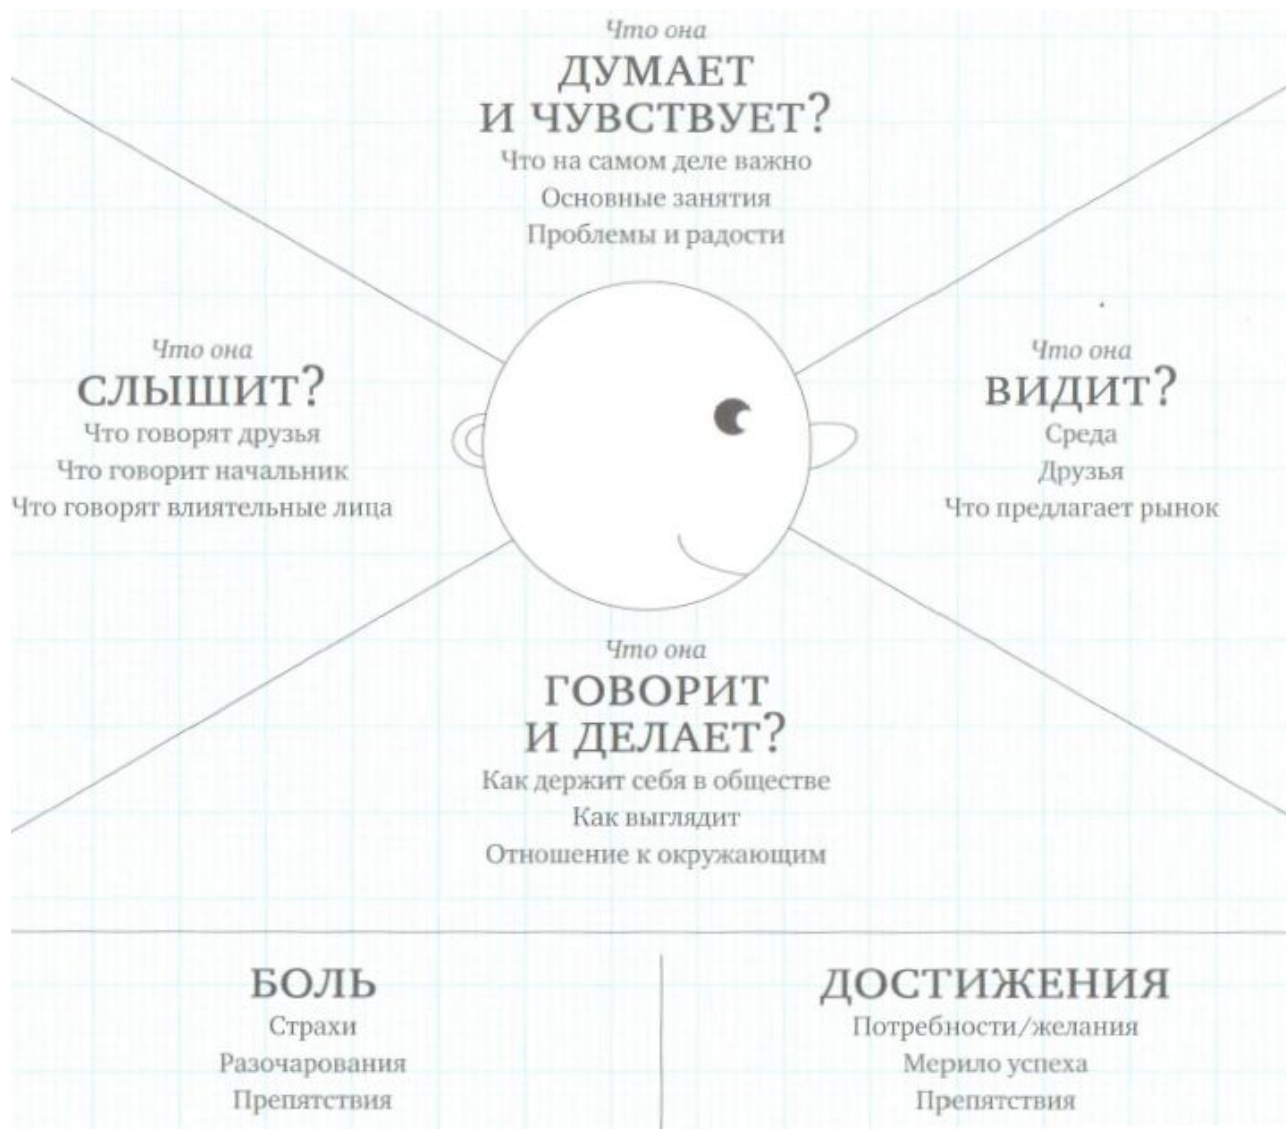 Что она
ДУМАЕТ
И ЧУВСТВУЕТ?
Что на самом деле важно
Основные занятия
Проблемы и радости
Что она
СЛЫШИТ?
Что говорят друзья
Что говорит начальник
Что говорят влиятельные лица
Что она
ВИДИТ?
Среда
Друзья
Что предлагает рынок
Что она
ГОВОРИТ
И ДЕЛАЕТ?
Как держит себя в обществе
Как выглядит
Отношение к окружающим
БОЛЬ
Страхи
Разочарования
Препятствия
ДОСТИЖЕНИЯ
Потребности/желания
Мерило успеха
Препятствия